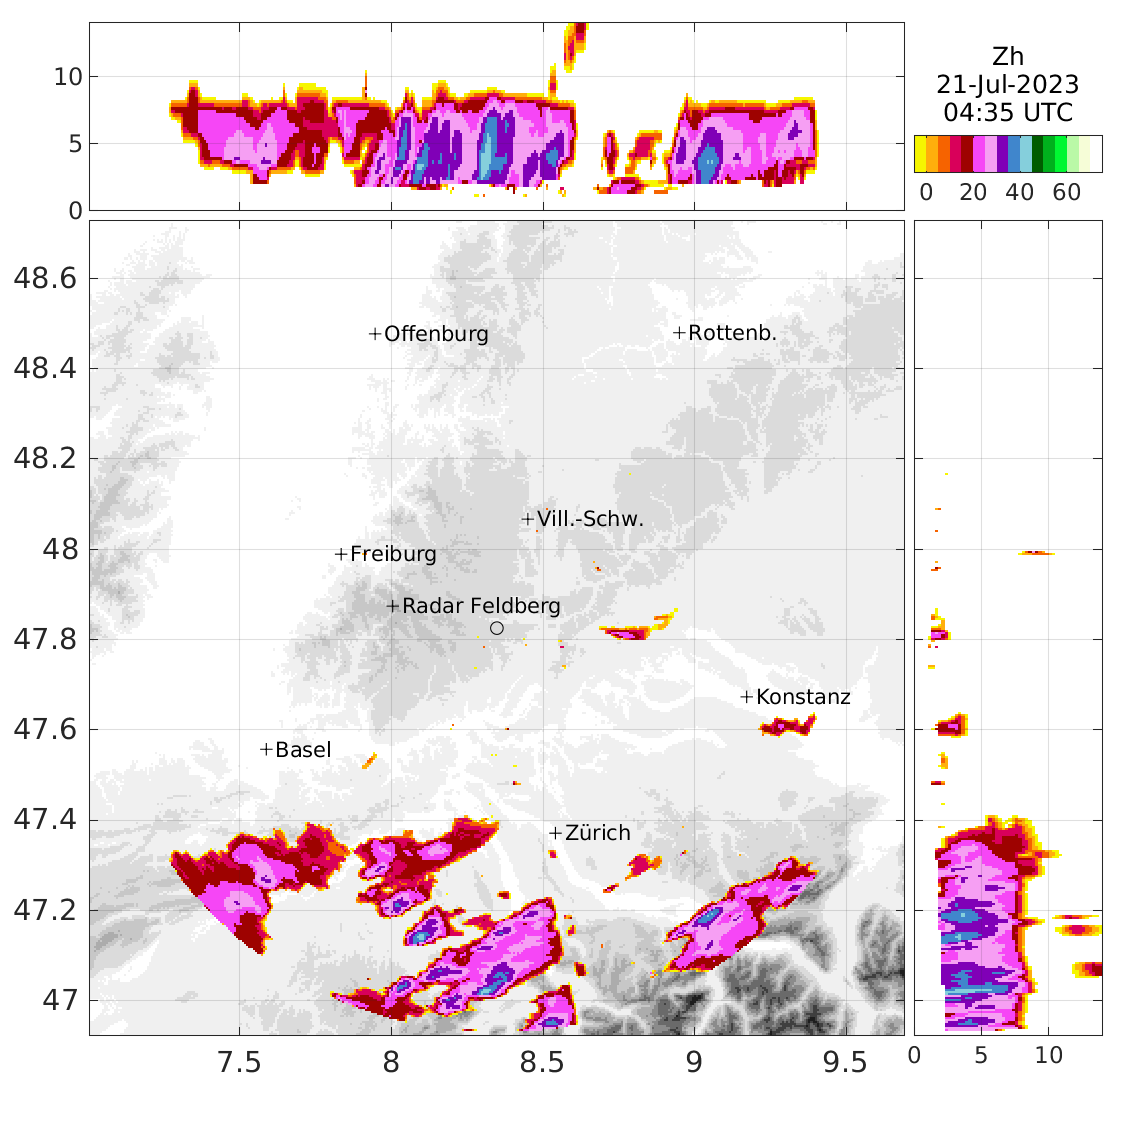 10
5
0
Zh
21-Jul-2023
04:35 UTC
0 20 40 60
48.6
48.4
48.2
48
47.8
47.6
47.4
47.2
47
Offenburg
Rottenb.
Vill.-Schw.
Freiburg
Radar Feldberg
Konstanz
Basel
Zürich
7.5 8 8.5 9 9.5
0 5 10